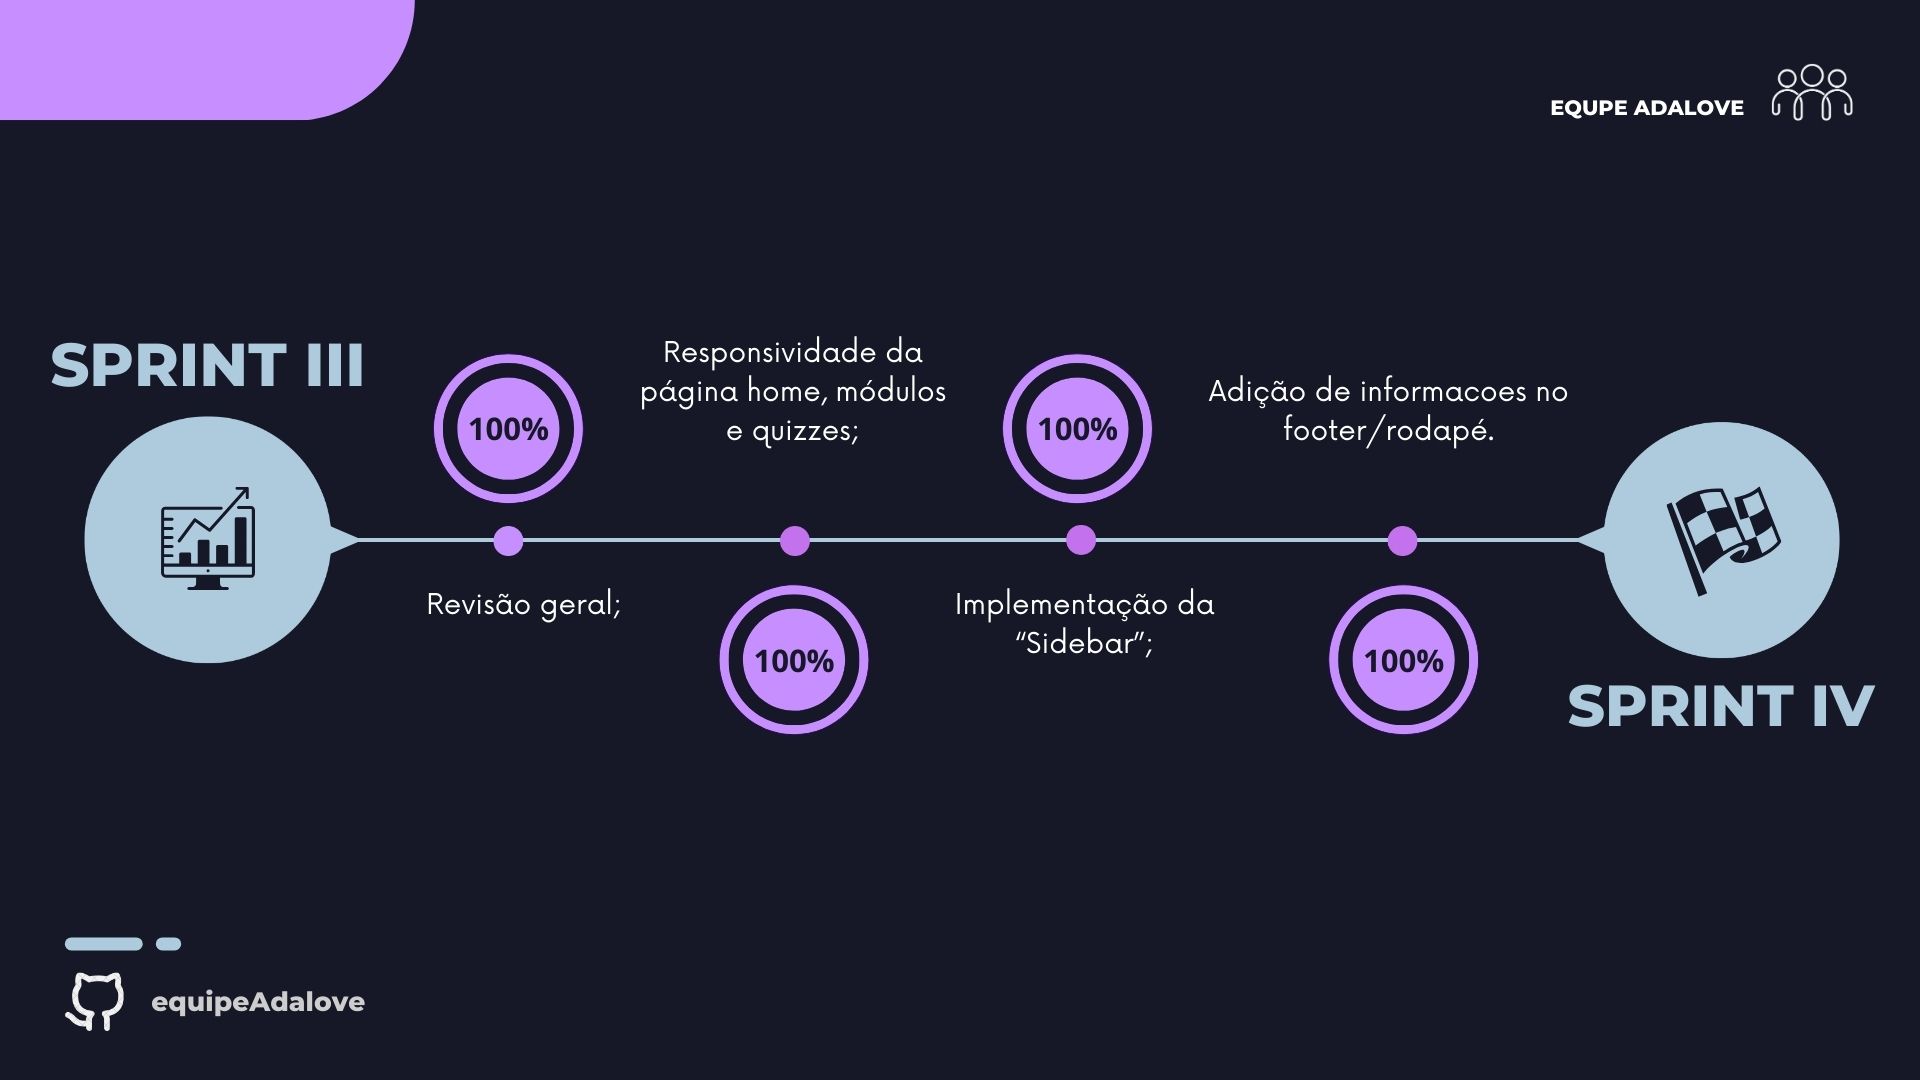 EQUPE ADALOVE
SPRINT III
100%
Revisão geral;
Responsividade da
página home, módulos
e quizzes;
100%
100%
Implementação da
“Sidebar”;
Adição de informacoes no
footer/rodapé.
100%
SPRINT IV
equipeAdalove